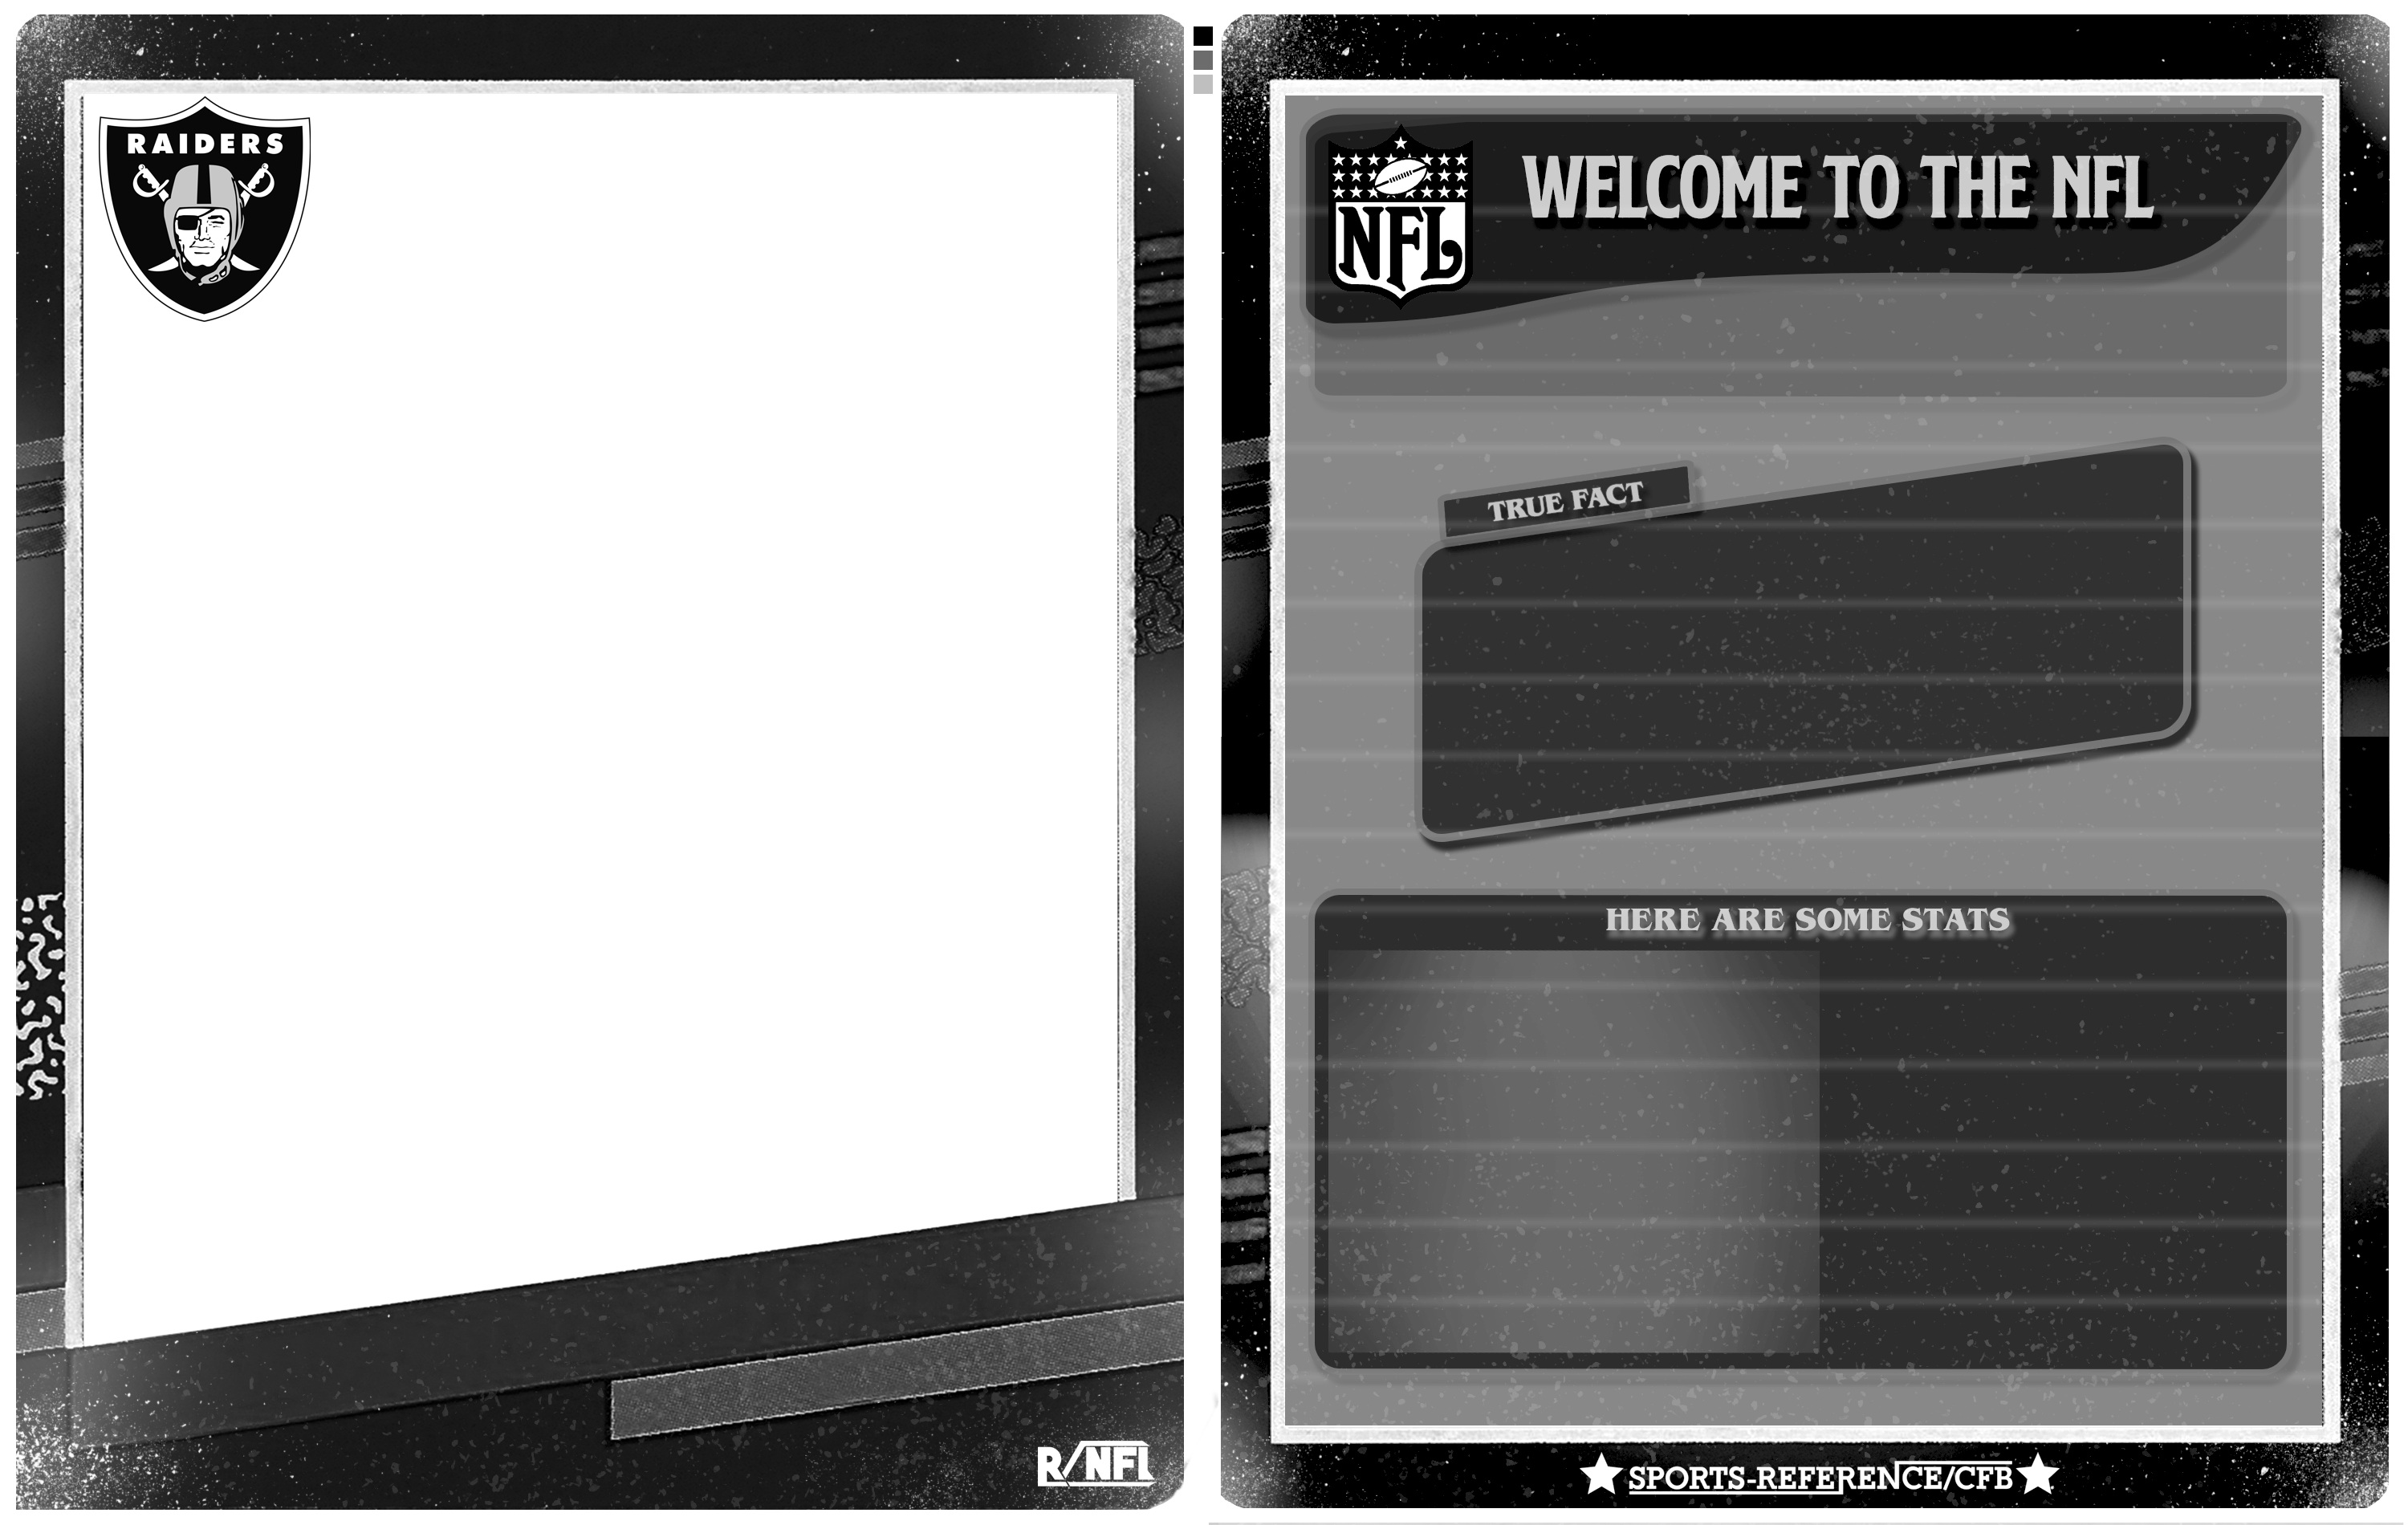 RAIDERS
R/NFL
NFL
WELCOME TO THE NFL
TRUE FACT
HERE ARE SOME STATS
SPORTS-REFERENCE/CFB